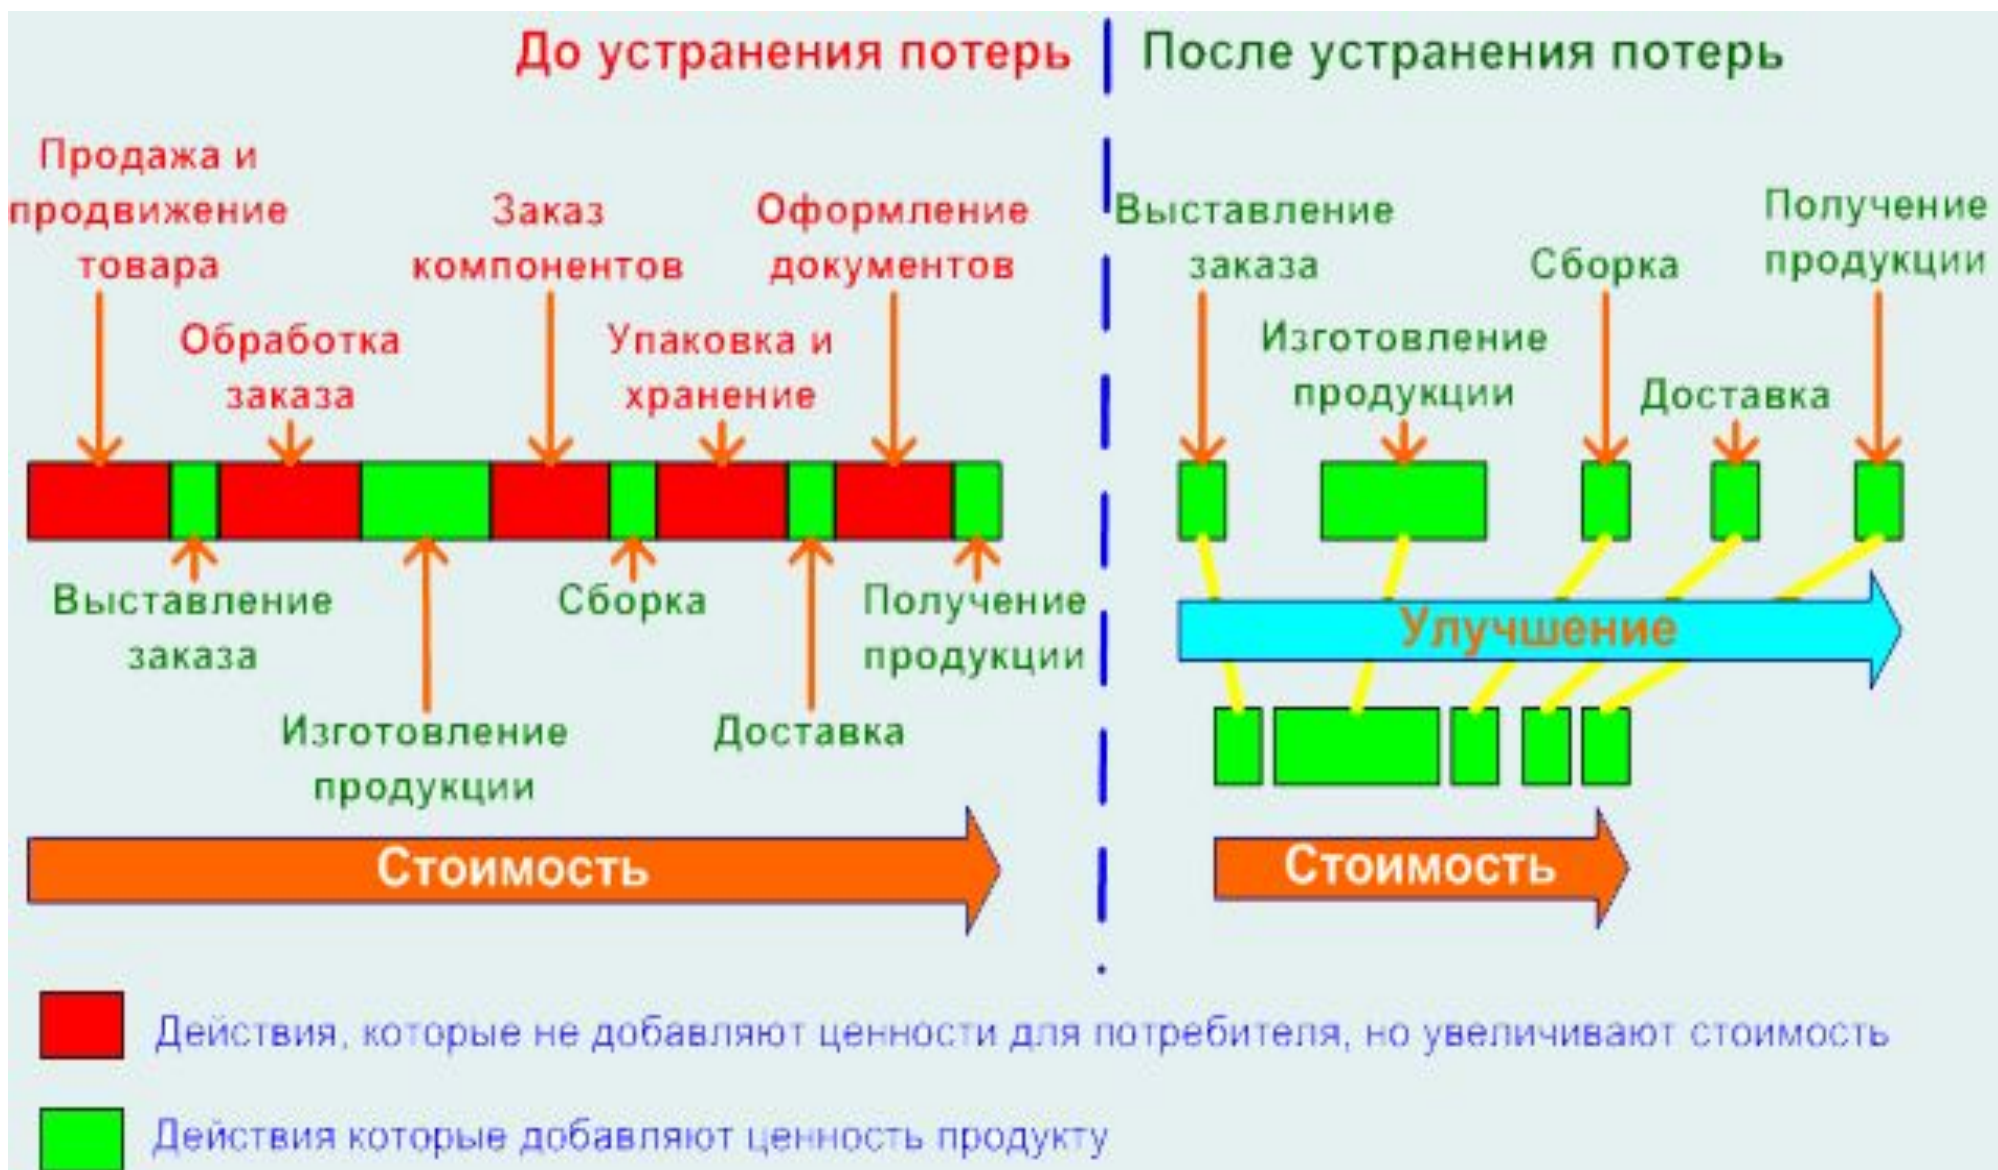 До устранения потерь
После устранения потерь
Продажа и
продвижение
товара
Обработка
заказа
Заказ
компонентов
Упаковка и
хранение
Оформление
документов
Выставление
заказа
Изготовление
продукции
Сборка
Доставка
Получение
продукции
Стоимость
Выставление
заказа
Изготовление
продукции
Сборка
Доставка
Получение
продукции
Улучшение
Стоимость
Действия, которые не добавляют ценности для потребителя, но увеличивают стоимость
Действия которые добавляют ценность продукту